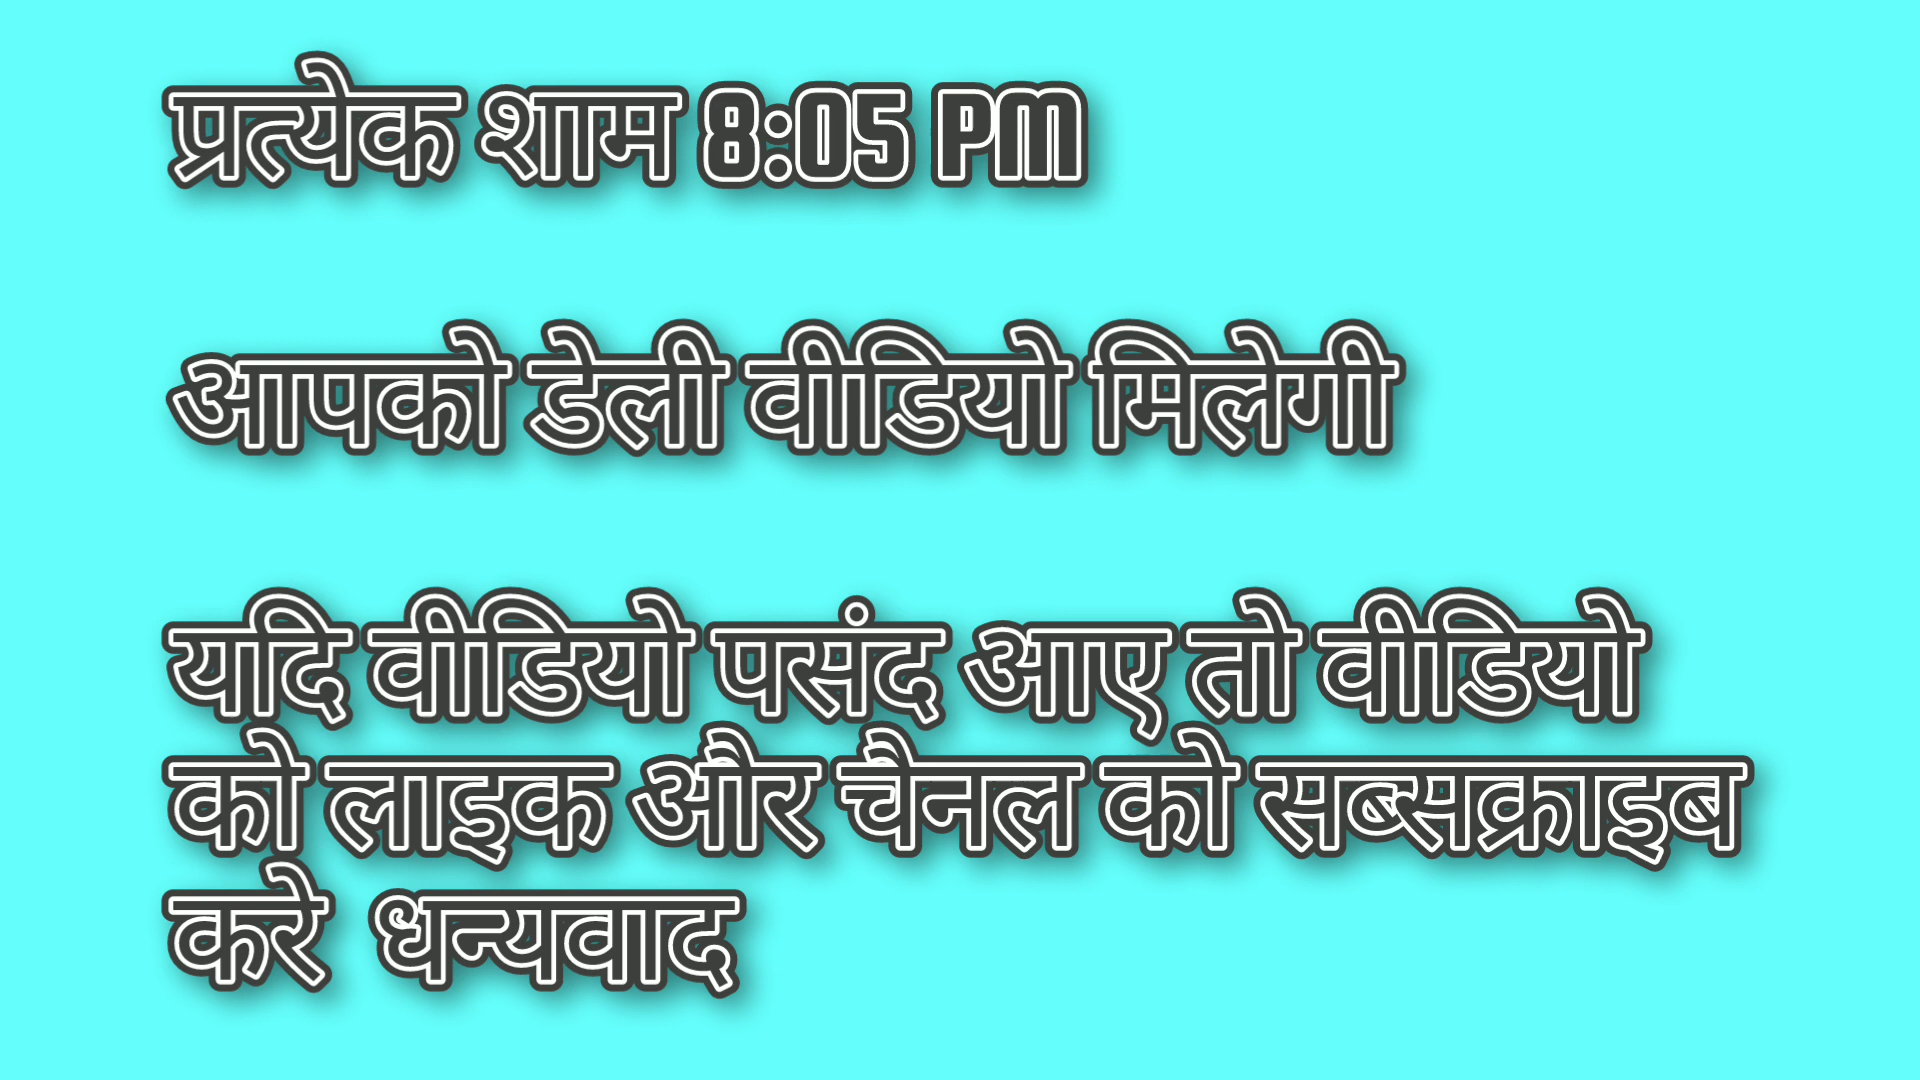 प्रत्येक शाम 8:05 PM
आपको डेली वीडियो मिलेगी
यदि वीडियो पसंद आए तो वीडियो
को लाइक और चैनल को सब्सक्राइब
करे धन्यवाद